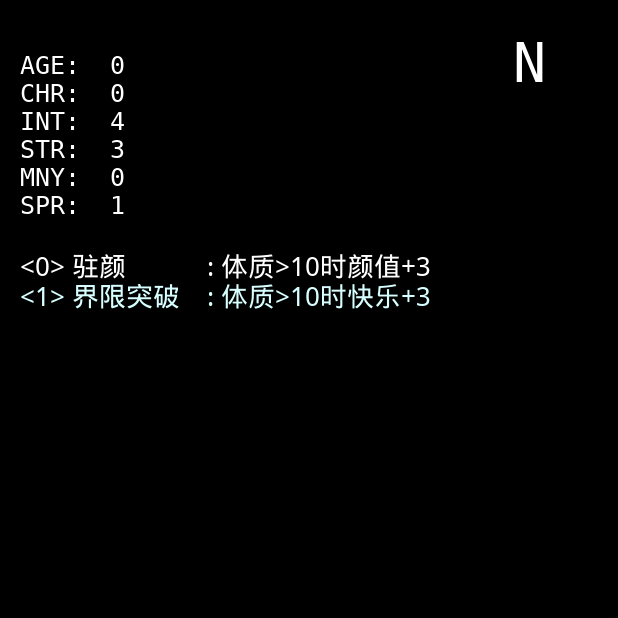 N
AGE: 0
CHR: 0
INT: 4
STR: 3
MNY: 0
SPR: 1
<0> 驻颜 : 体质>10时颜值+3
<1> 界限突破 : 体质>10时快乐+3